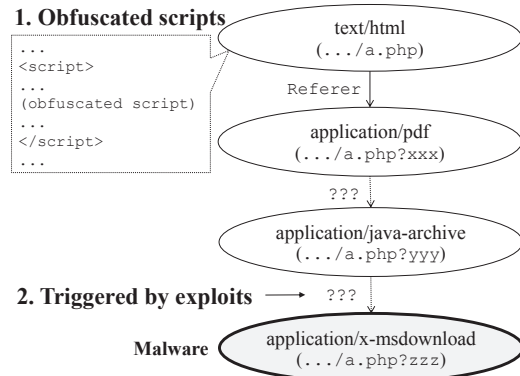 1. Obfuscated scripts
...
<script>
...
(obfuscated script)
...
</script>
...
text/html
(.../a.php)
Referer
application/pdf
(.../a.php?xxx)
???
application/java-archive
(.../a.php?yyy)
2. Triggered by exploits
???
Malware
application/x-msdownload
(.../a.php?zzz)